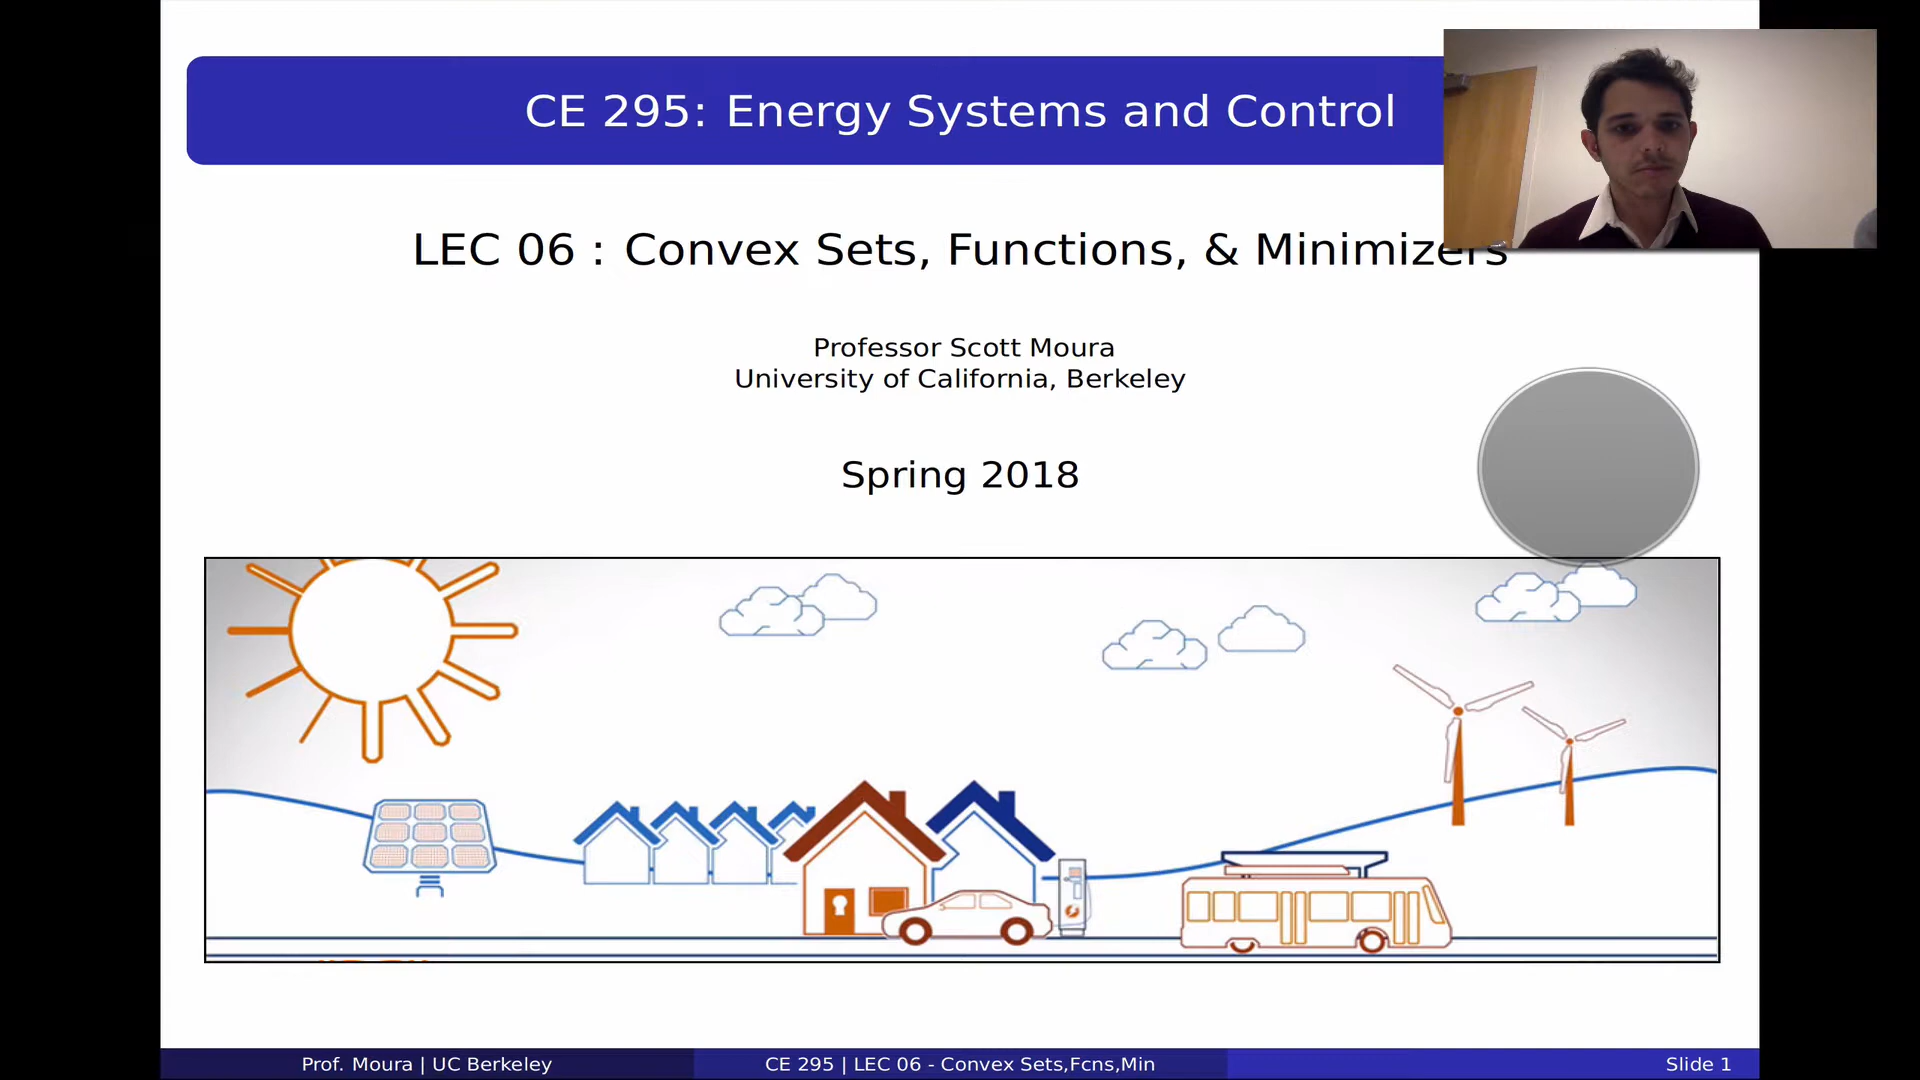 CE 295: Energy Systems and Control
LEC 06 : Convex Sets, Functions, & Minimizers
Professor Scott Moura
University of California, Berkeley
Spring 2018
Prof. Moura | UC Berkeley
CE 295 | LEC 06 - Convex Sets,Fcns,Min
Slide 1